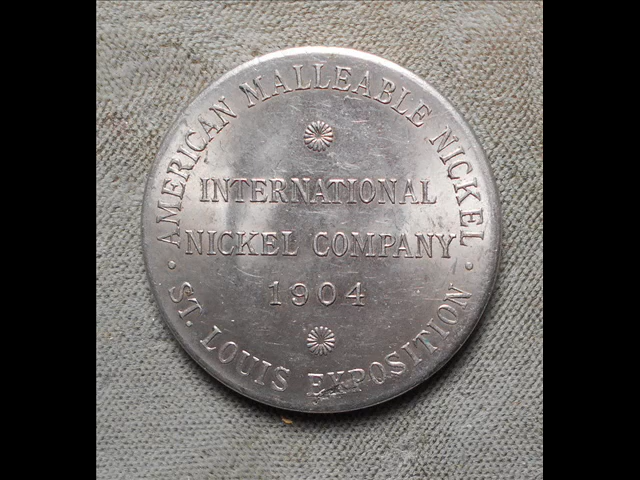 AMERICAN MALLEABLE NICKEL
INTERNATIONAL
NICKEL COMPANY
1904
· ST. LOUIS EXPOSITION ·